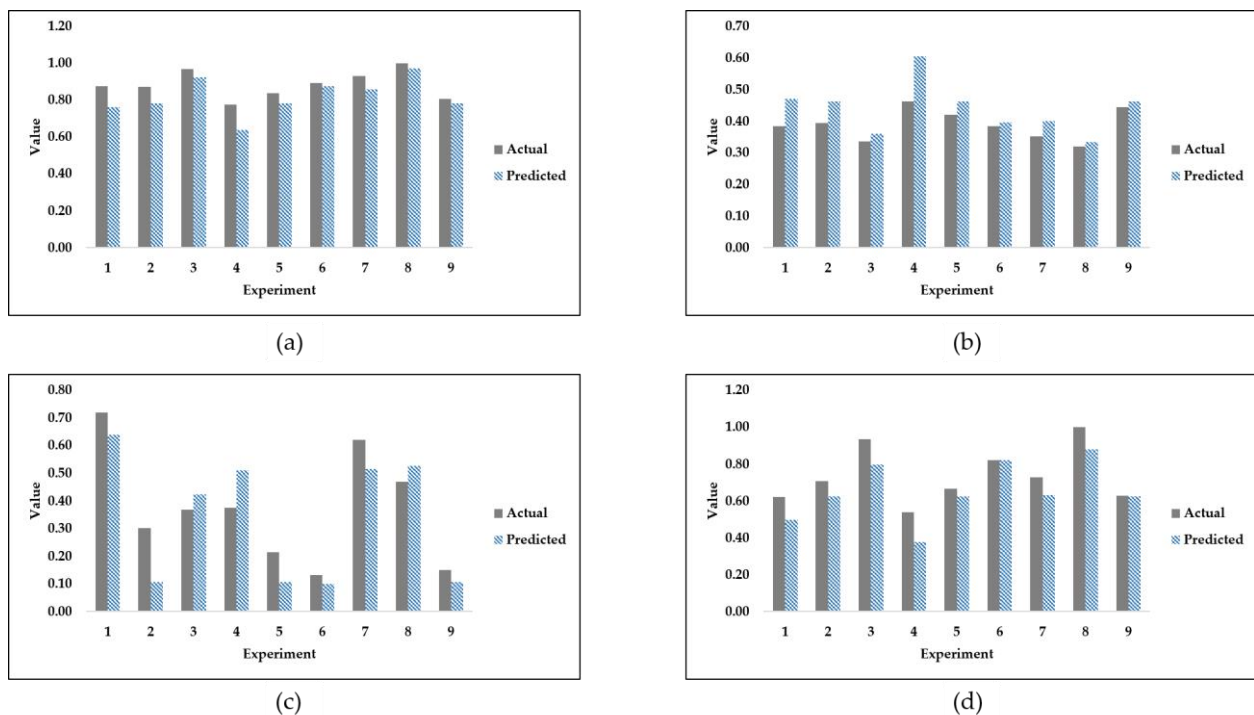 1.20
1.00
0.80
0.60
0.40
0.20
0.00
Value
1 2 3 4 5 6 7 8 9
Experiment
Actual
Predicted
(a)
0.70
0.60
0.50
0.40
0.30
0.20
0.10
0.00
Value
1 2 3 4 5 6 7 8 9
Experiment
Actual
Predicted
(b)
0.80
0.70
0.60
0.50
0.40
0.30
0.20
0.10
0.00
Value
1 2 3 4 5 6 7 8 9
Experiment
Actual
Predicted
(c)
1.20
1.00
0.80
0.60
0.40
0.20
0.00
Value
1 2 3 4 5 6 7 8 9
Experiment
Actual
Predicted
(d)